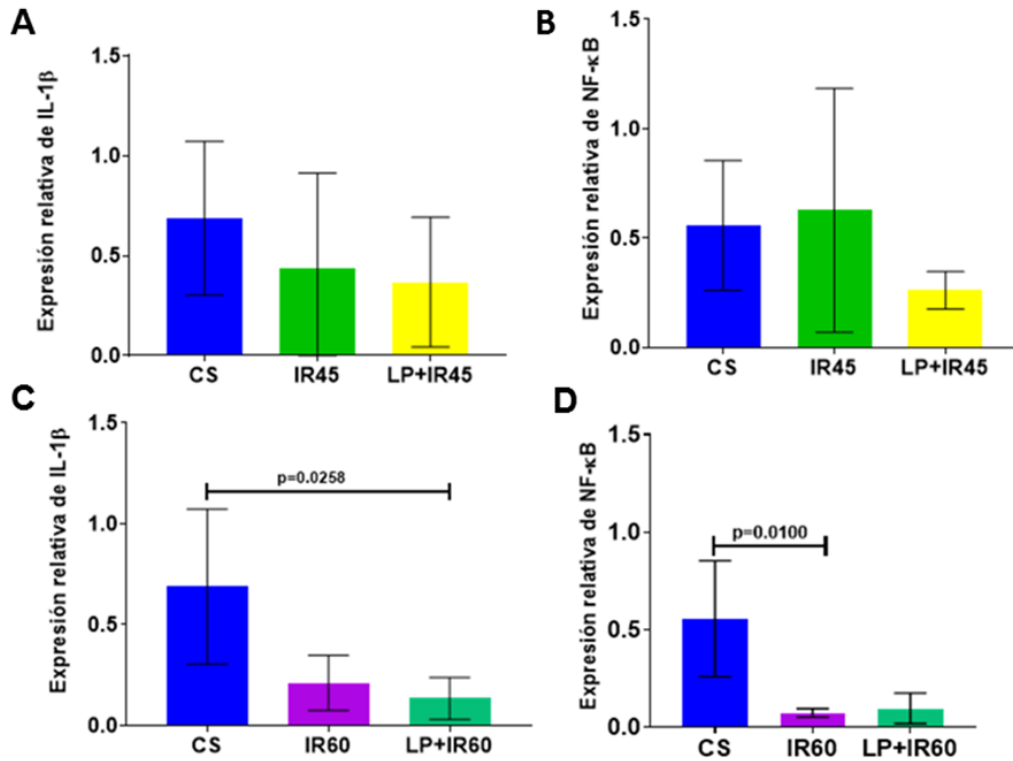 A
Expresión relativa de IL-1β
1.5
1.0
0.5
0.0
CS IR45 LP+IR45
B
Expresión relativa de NF-κB
1.5
1.0
0.5
0.0
CS IR45 LP+IR45
C
Expresión relativa de IL-1β
1.5
1.0
0.5
0.0
p=0.0258
CS IR60 LP+IR60
D
Expresión relativa de NF-κB
1.5
1.0
0.5
0.0
p=0.0100
CS IR60 LP+IR60